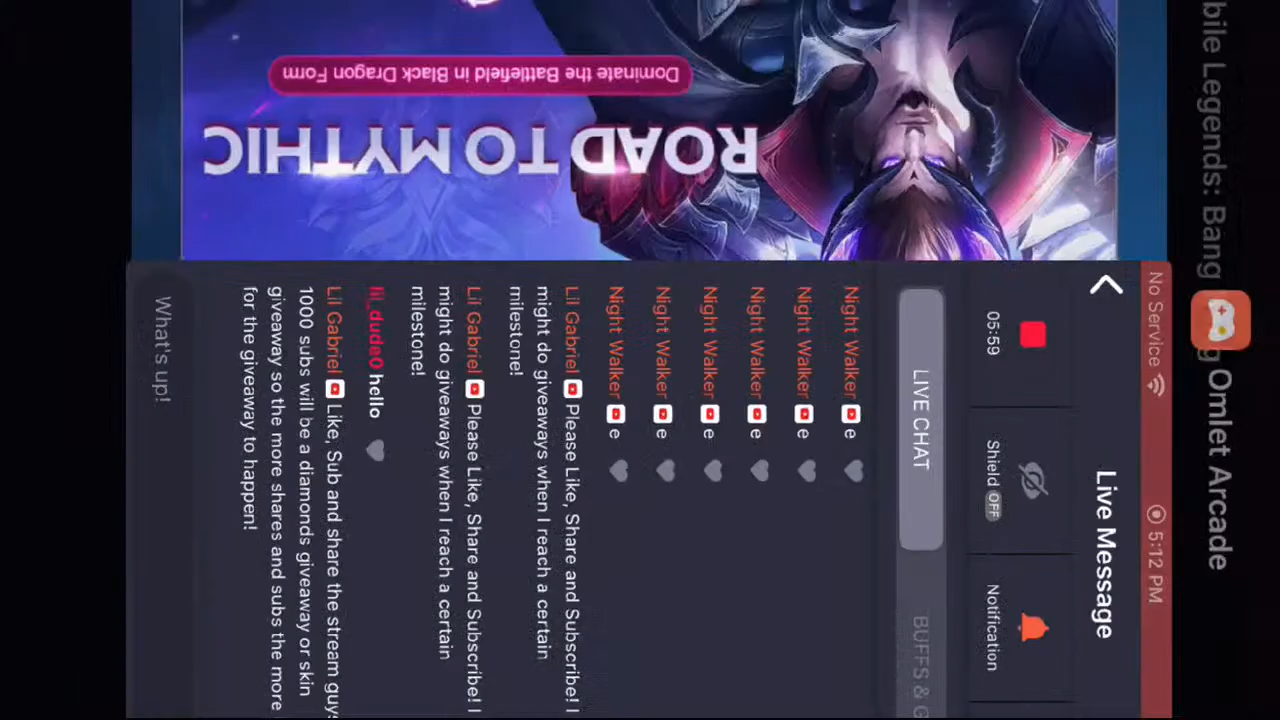 bile Legends: Bang
Omlet Arcade
No Service
5:12 PM
Live Message
05:59
Shield OFF
Notification
LIVE CHAT
BUFFS & G
Night Walker e
Night Walker e
Night Walker e
Night Walker e
Night Walker e
Night Walker e
Lil Gabriel Please Like, Share and Subscribe! I
might do giveaways when I reach a certain
milestone!
Lil Gabriel Please Like, Share and Subscribe! I
might do giveaways when I reach a certain
milestone!
lil_dude0 hello
Lil Gabriel Like, Sub and share the stream guys
1000 subs will be a diamonds giveaway or skin
giveaway so the more shares and subs the more
for the giveaway to happen!
What's up!
ROAD TO MYTHIC
Dominate the Battlefield in Black Dragon Form